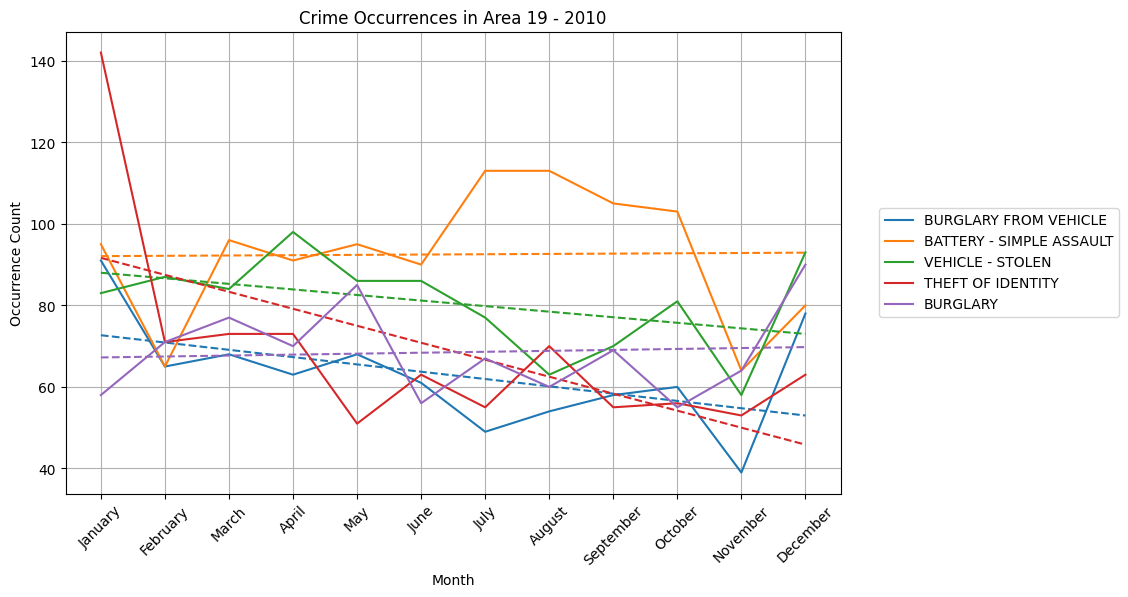 Crime Occurrences in Area 19 - 2010
Occurrence Count
140
120
100
80
60
40
January
February
March
April
May
June
July
August
September
October
November
December
Month
BURGLARY FROM VEHICLE
BATTERY - SIMPLE ASSAULT
VEHICLE - STOLEN
THEFT OF IDENTITY
BURGLARY